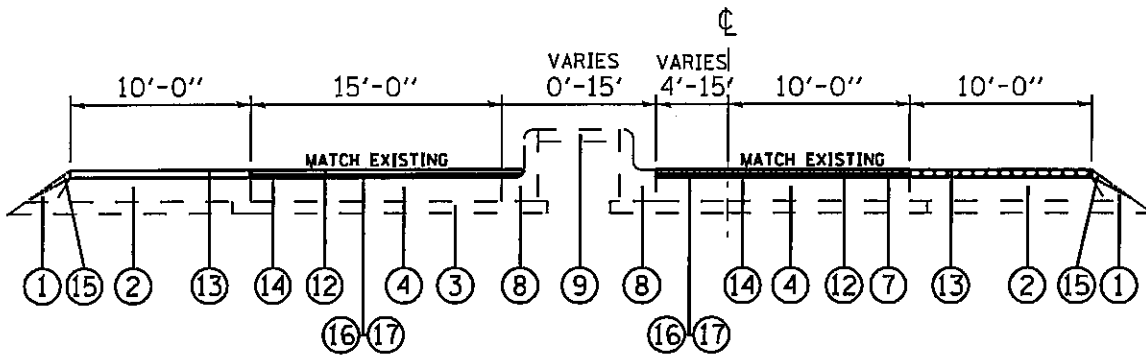 ℄
VARIES VARIES
10'-0" 15'-0" 0'-15' 4'-15' 10'-0" 10'-0"
MATCH EXISTING MATCH EXISTING
1 15 2 13 14 12 4 3 8 9 8 14 4 12 7 13 2 15 1
16 17 16 17